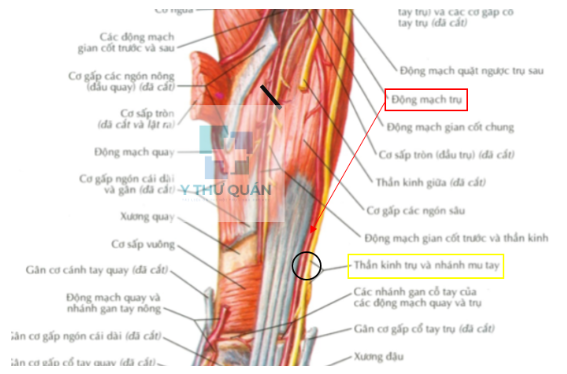 Cơ ngửa
Các động mạch
gian cốt trước và sau
Cơ gấp các ngón nông
(đầu quay) (đã cắt)
Cơ sấp tròn
(đã cắt và lật ra)
Động mạch quay
Cơ gấp ngón cái dài
và gân (đã cắt)
Xương quay
Cơ sấp vuông
Gân cơ cánh tay quay (đã cắt)
Động mạch quay và
nhánh gan tay nông
Gân cơ gấp ngón cái dài (đã cắt)
Gân cơ gấp cổ tay quay (đã cắt)
Y THƯ QUÁN
tay trụ) và các cơ gấp cổ
tay trụ (đã cắt)
Động mạch quặt ngược trụ sau
Động mạch trụ
Động mạch gian cốt chung
Cơ sấp tròn (đầu trụ) (đã cắt)
Thần kinh giữa (đã cắt)
Cơ gấp các ngón sâu
Động mạch gian cốt trước và thần kinh
Thần kinh trụ và nhánh mu tay
Các nhánh gan cổ tay của
các động mạch quay và trụ
Gân cơ gấp cổ tay trụ (đã cắt)
Xương đậu